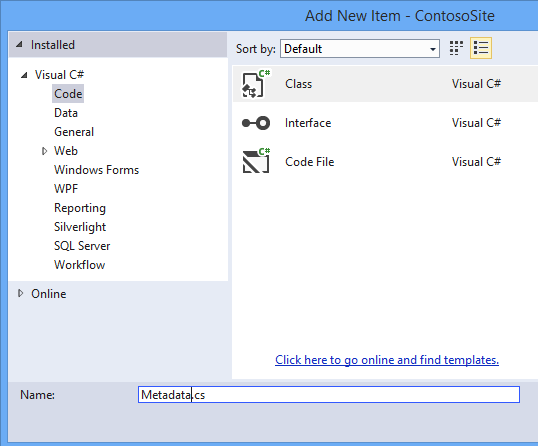 Add New Item - ContosoSite
Installed
Sort by: Default
Visual C#
Code
Data
General
Web
Windows Forms
WPF
Reporting
Silverlight
SQL Server
Workflow
Online
C# Class Visual C#
Interface Visual C#
C# Code File Visual C#
Click here to go online and find templates.
Name: Metadata.cs